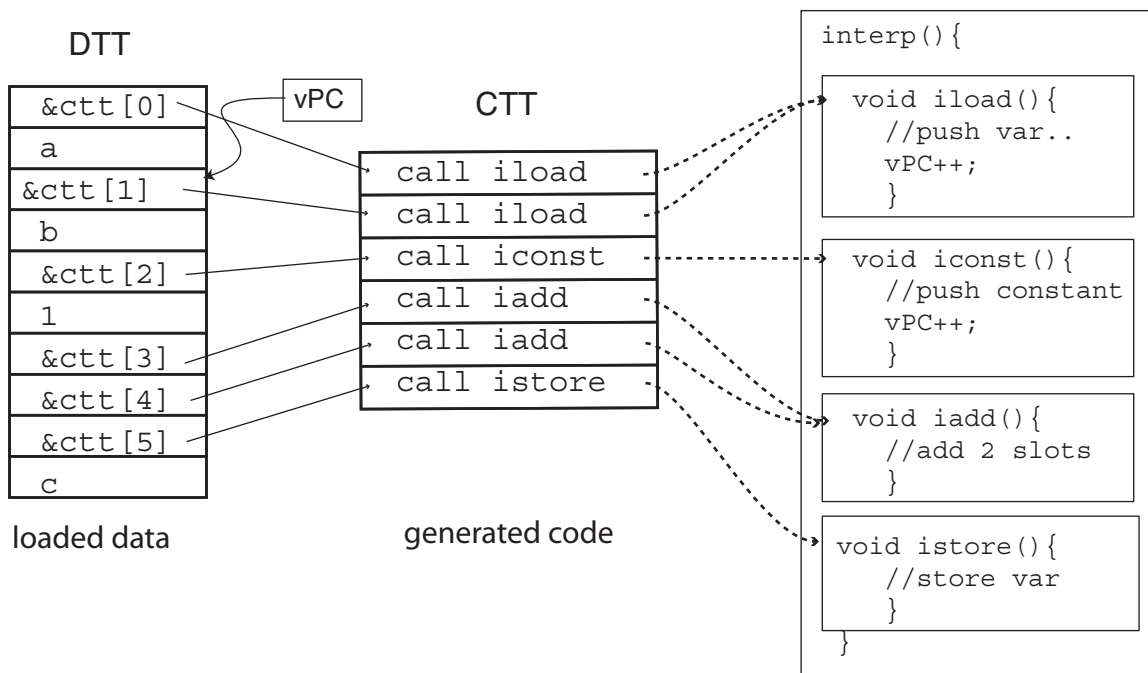 DTT
&ctt[0]
a
&ctt[1]
b
&ctt[2]
1
&ctt[3]
&ctt[4]
&ctt[5]
c
loaded data
vPC
CTT
call iload
call iload
call iconst
call iadd
call iadd
call istore
generated code
interp(){
void iload(){
//push var..
vPC++;
}
void iconst(){
//push constant
vPC++;
}
void iadd(){
//add 2 slots
}
void istore(){
//store var
}
}